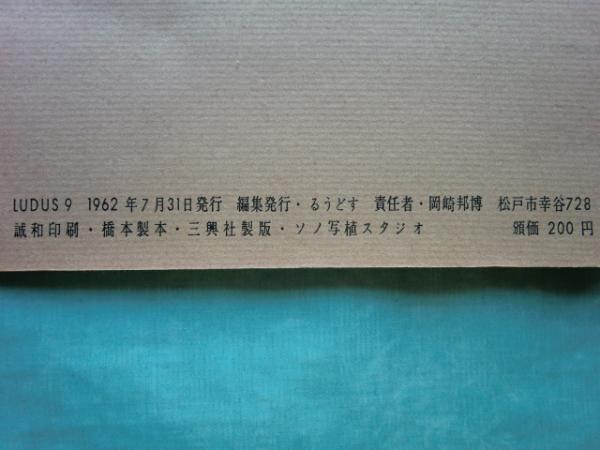 LUDUS 9 1962年7月31日発行 編集発行・るうどす 責任者・岡崎邦博 松戸市幸谷728
誠和印刷・橋本製本・三興社製版・ソノ写植スタジオ 頒価 200 円